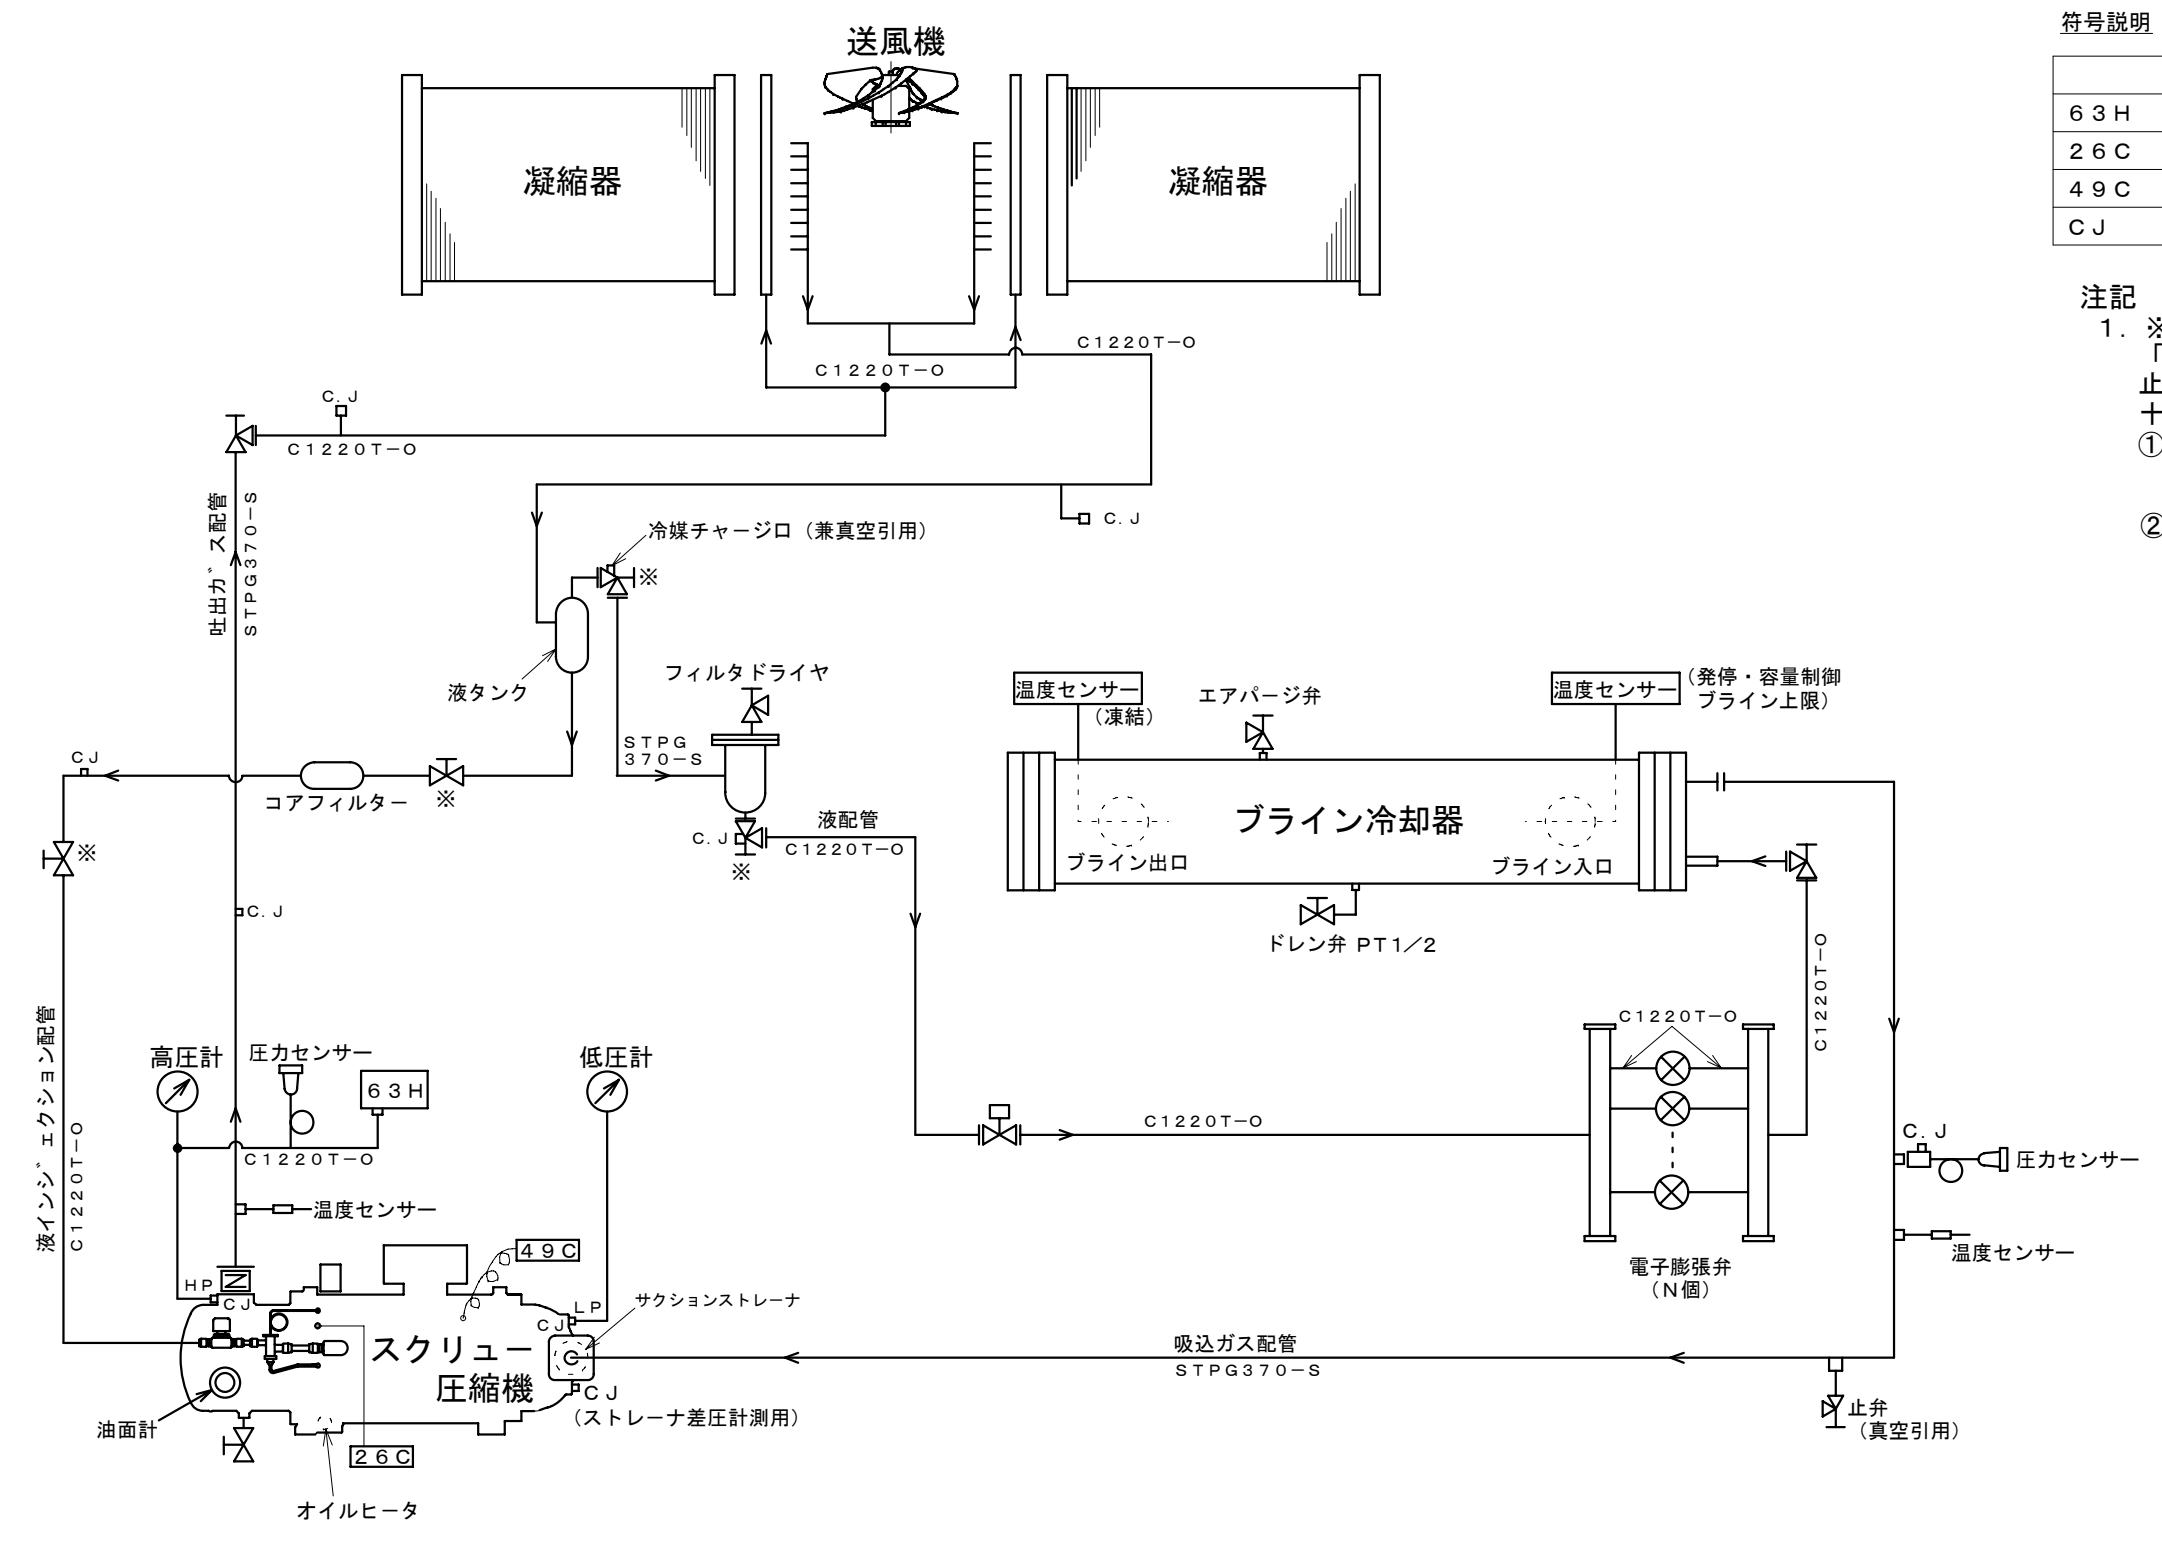 送風機
符号説明
凝縮器
凝縮器
６３Ｈ
２６Ｃ
４９Ｃ
ＣＪ
注記
１．※
「
止
十
①
②
Ｃ１２２０Ｔ－Ｏ
Ｃ１２２０Ｔ－Ｏ
Ｃ．Ｊ
Ｃ１２２０Ｔ－Ｏ
Ｃ．Ｊ
吐出ガス配管
ＳＴＰＧ３７０－Ｓ
冷媒チャージ口（兼真空引用）
※
液タンク
フィルタドライヤ
ＳＴＰＧ
３７０－Ｓ
ＣＪ
コアフィルター
※
※
Ｃ．Ｊ
※
液配管
Ｃ１２２０Ｔ－Ｏ
温度センサー
（凍結）
エアパージ弁
温度センサー
（発停・容量制御
ブライン上限）
ブライン冷却器
ブライン出口
ブライン入口
ドレン弁 ＰＴ１／２
Ｃ．Ｊ
Ｃ１２２０Ｔ－Ｏ
液インジェクション配管
Ｃ１２２０Ｔ－Ｏ
高圧計
圧力センサー
６３Ｈ
低圧計
Ｃ１２２０Ｔ－Ｏ
Ｃ１２２０Ｔ－Ｏ
Ｃ１２２０Ｔ－Ｏ
Ｃ．Ｊ
圧力センサー
温度センサー
温度センサー
電子膨張弁
（Ｎ個）
４９Ｃ
ＨＰ
ＣＪ
ＬＰ
ＣＪ
サクションストレーナ
スクリュー
圧縮機
Ｃ
ＣＪ
（ストレーナ差圧計測用）
吸込ガス配管
ＳＴＰＧ３７０－Ｓ
止弁
（真空引用）
油面計
２６Ｃ
オイルヒータ